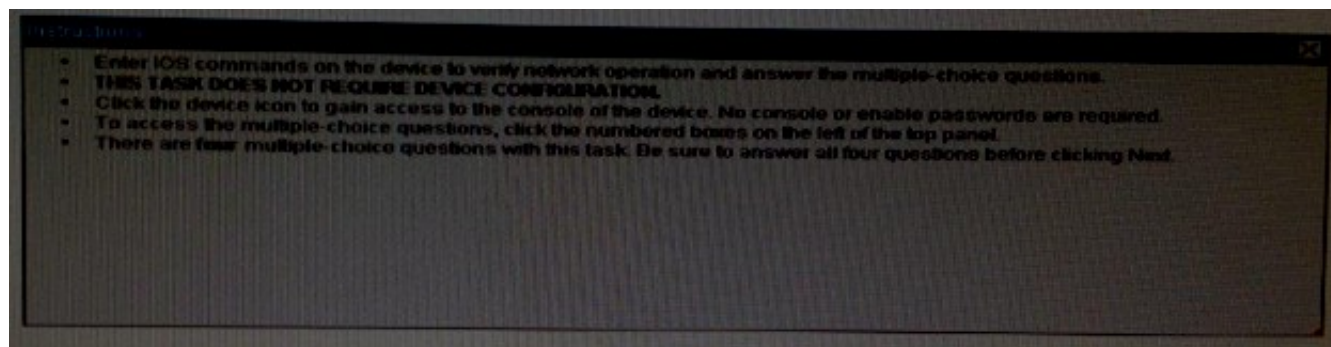 Instructions
• Enter IOS commands on the device to verify network operation and answer the multiple-choice questions.
• THIS TASK DOES NOT REQUIRE DEVICE CONFIGURATION.
• Click the device icon to gain access to the console of the device. No console or enable passwords are required.
• To access the multiple-choice questions, click the numbered boxes on the left of the top panel.
• There are four multiple-choice questions with this task. Be sure to answer all four questions before clicking Next.